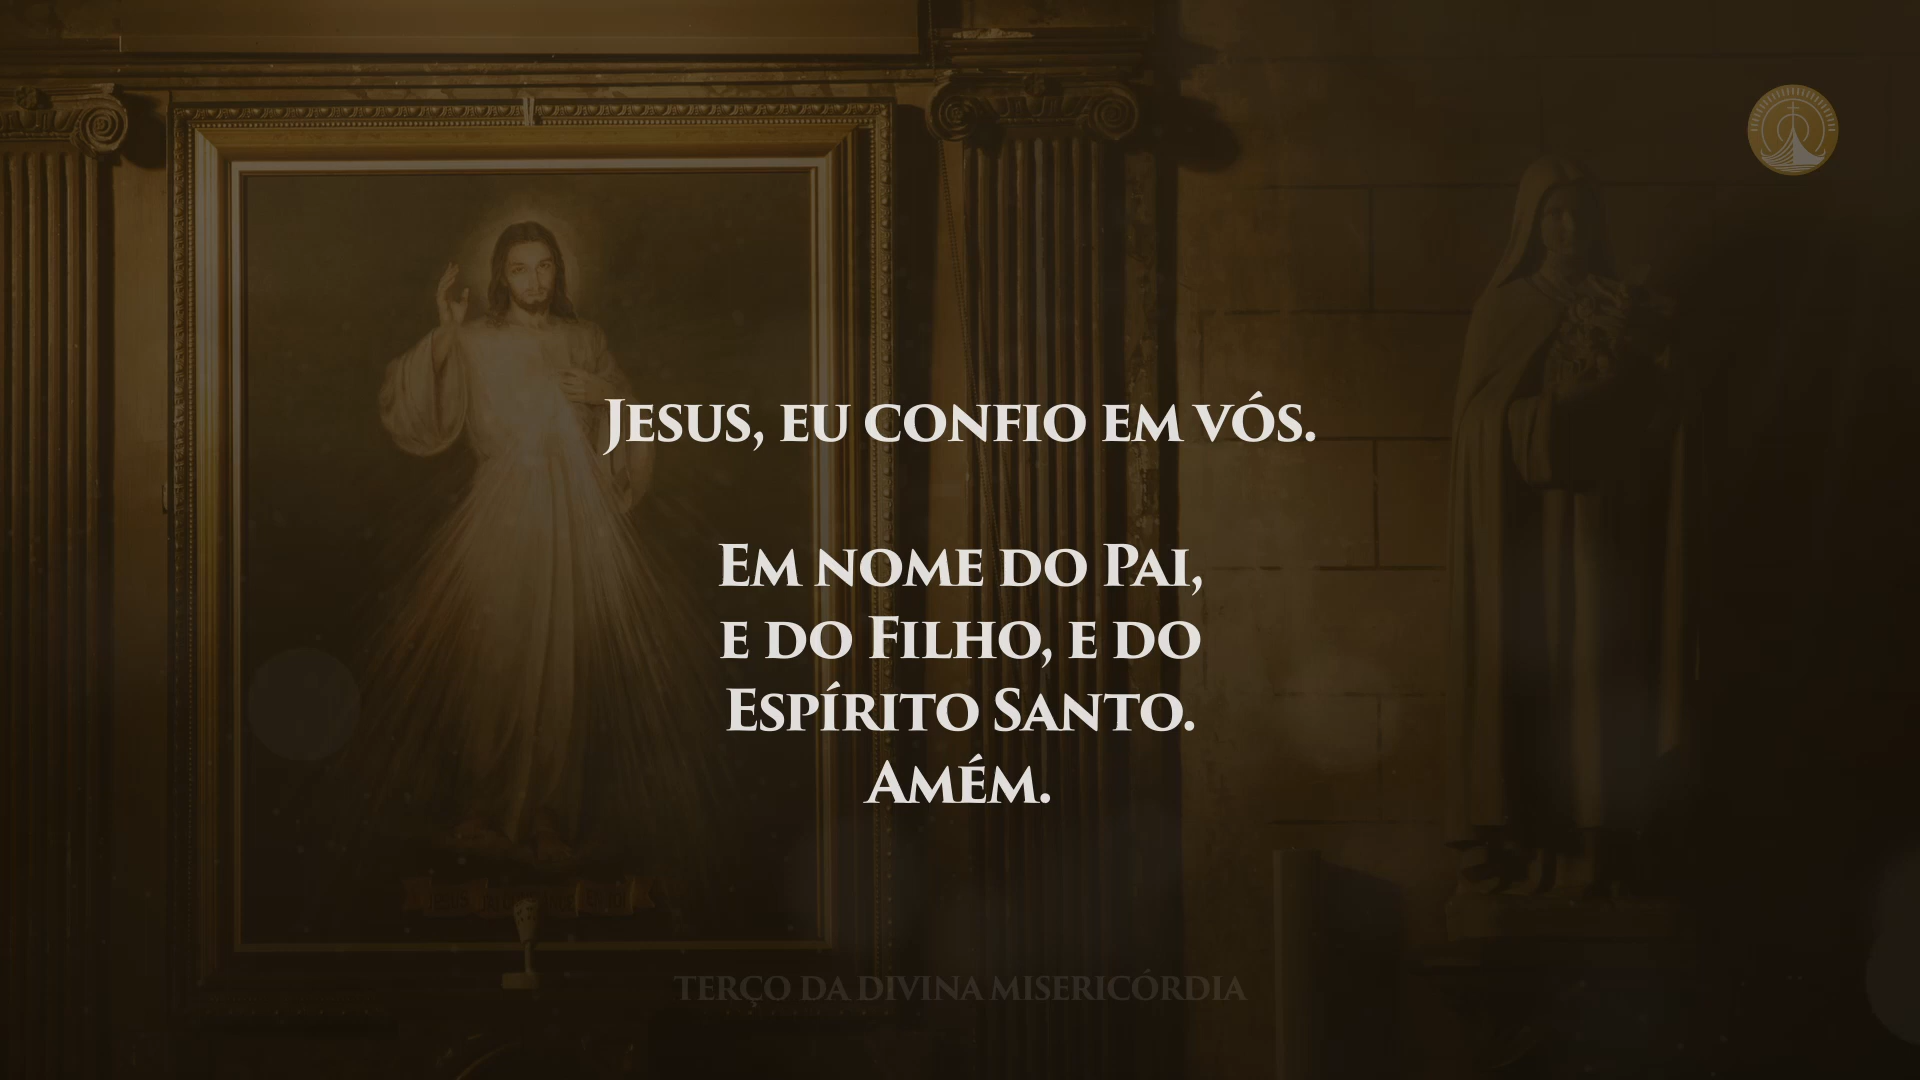 Jesus, eu confio em vós.
Em nome do Pai,
e do Filho, e do
Espírito Santo.
Amém.
TERÇO DA DIVINA MISERICÓRDIA